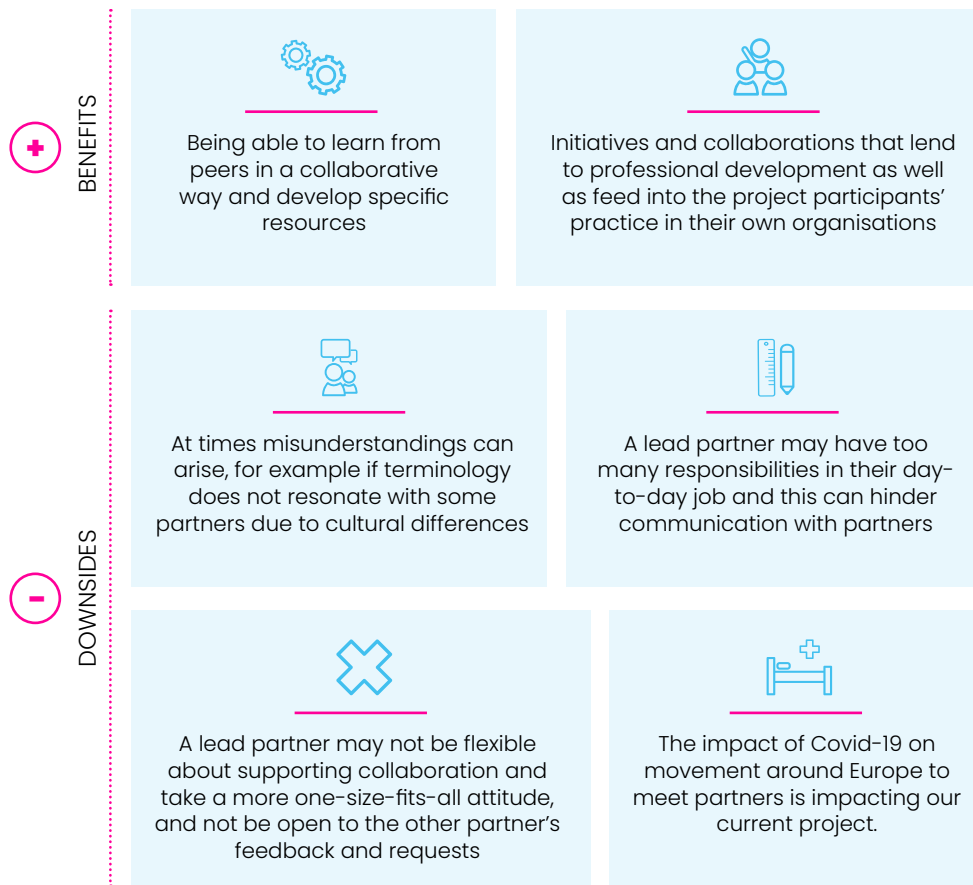 +
BENEFITS
Being able to learn from
peers in a collaborative
way and develop specific
resources
Initiatives and collaborations that lend
to professional development as well
as feed into the project participants’
practice in their own organisations
-
DOWNSIDES
At times misunderstandings can
arise, for example if terminology
does not resonate with some
partners due to cultural differences
A lead partner may have too
many responsibilities in their day-
to-day job and this can hinder
communication with partners
A lead partner may not be flexible
about supporting collaboration and
take a more one-size-fits-all attitude,
and not be open to the other partner’s
feedback and requests
The impact of Covid-19 on
movement around Europe to
meet partners is impacting our
current project.